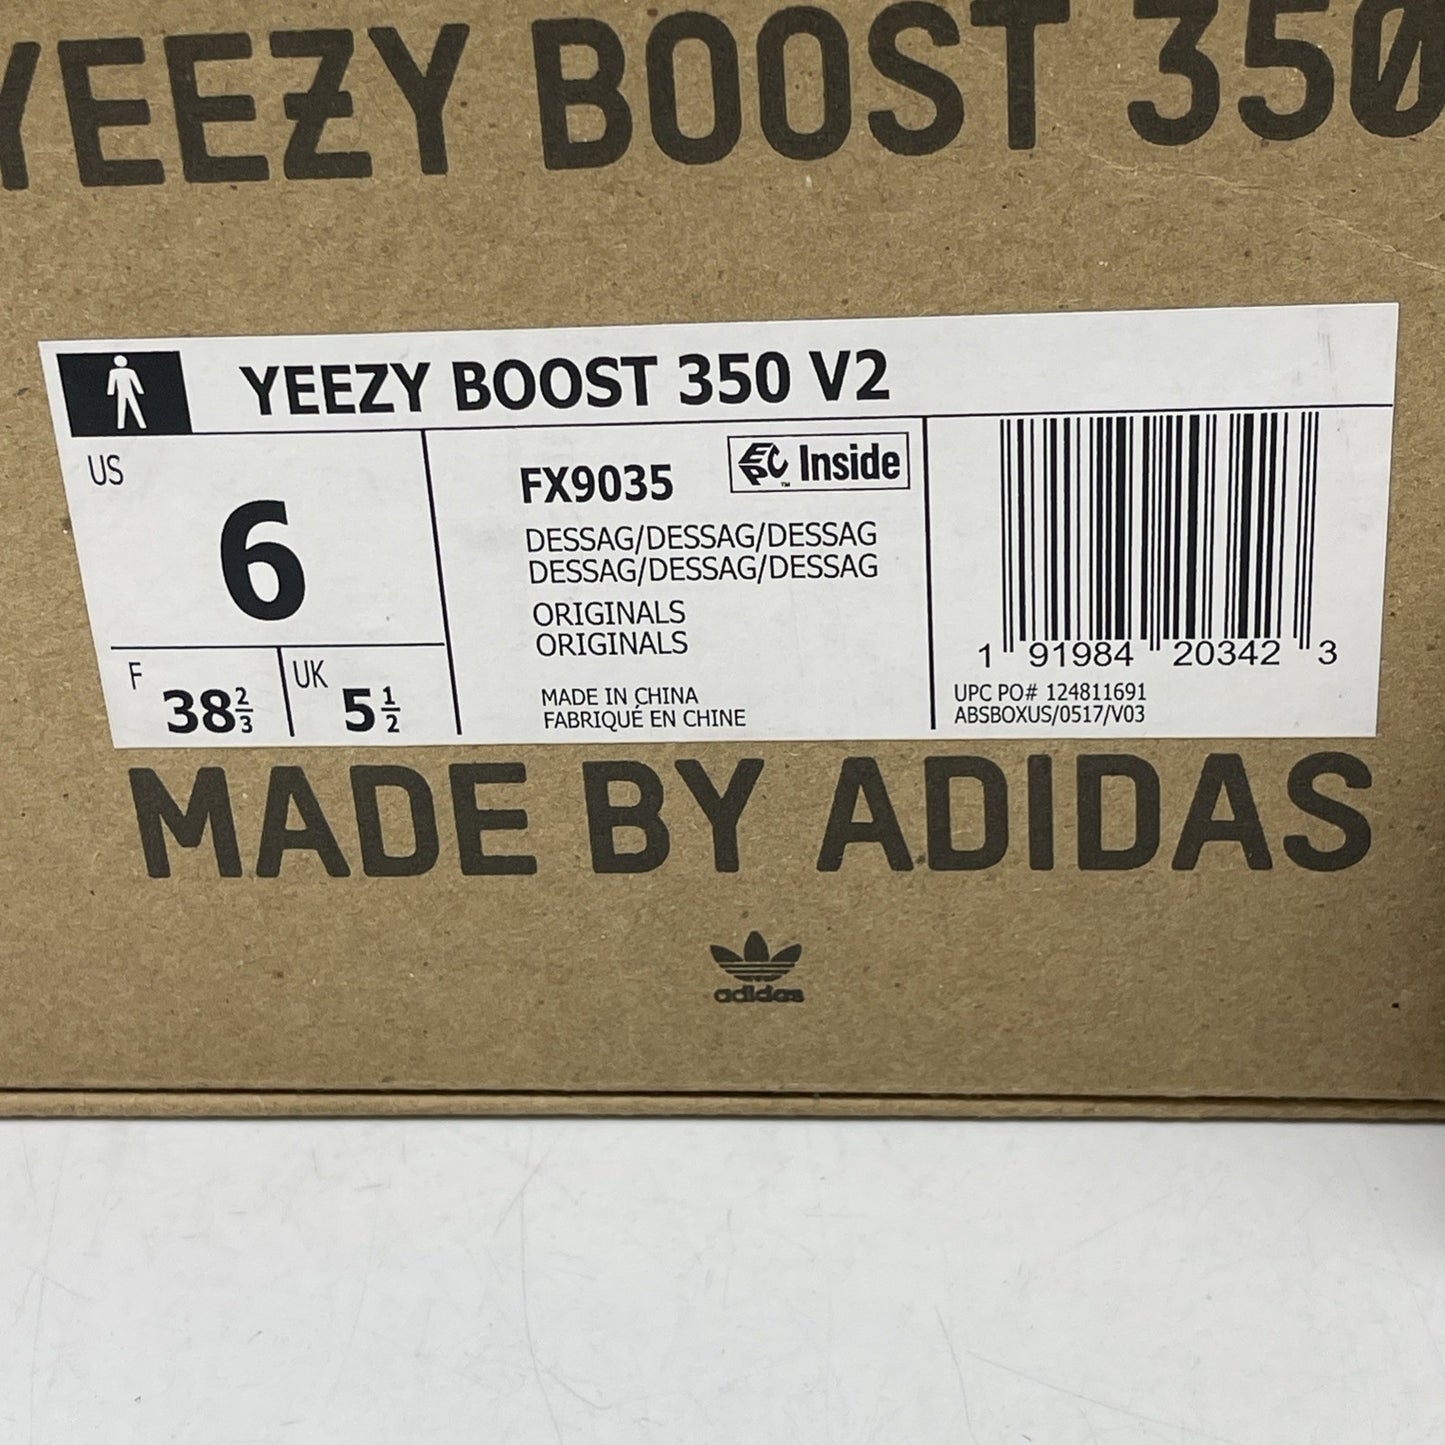 YEEZY BOOST 350
YEEZY BOOST 350 V2
US
6
F 38 2/3
UK 5 1/2
FX9035
EPC™ Inside
DESSAG/DESSAG/DESSAG
DESSAG/DESSAG/DESSAG
ORIGINALS
ORIGINALS
MADE IN CHINA
FABRIQUÉ EN CHINE
1 91984 20342 3
UPC PO# 124811691
ABSBOXUS/0517/V03
MADE BY ADIDAS
adidas